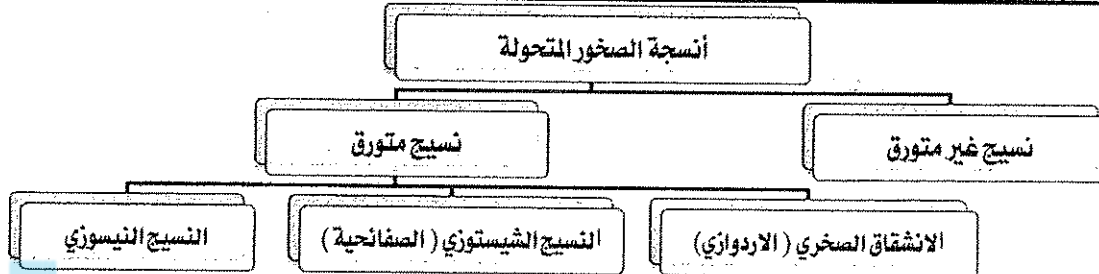 أنسجة الصخور المتحولة
نسيج غير متورق
نسيج متورق
الانشقاق الصخري (الاردوازي)
النسيج الشيستوزي (الصفائحية)
النسيج النيسوزي